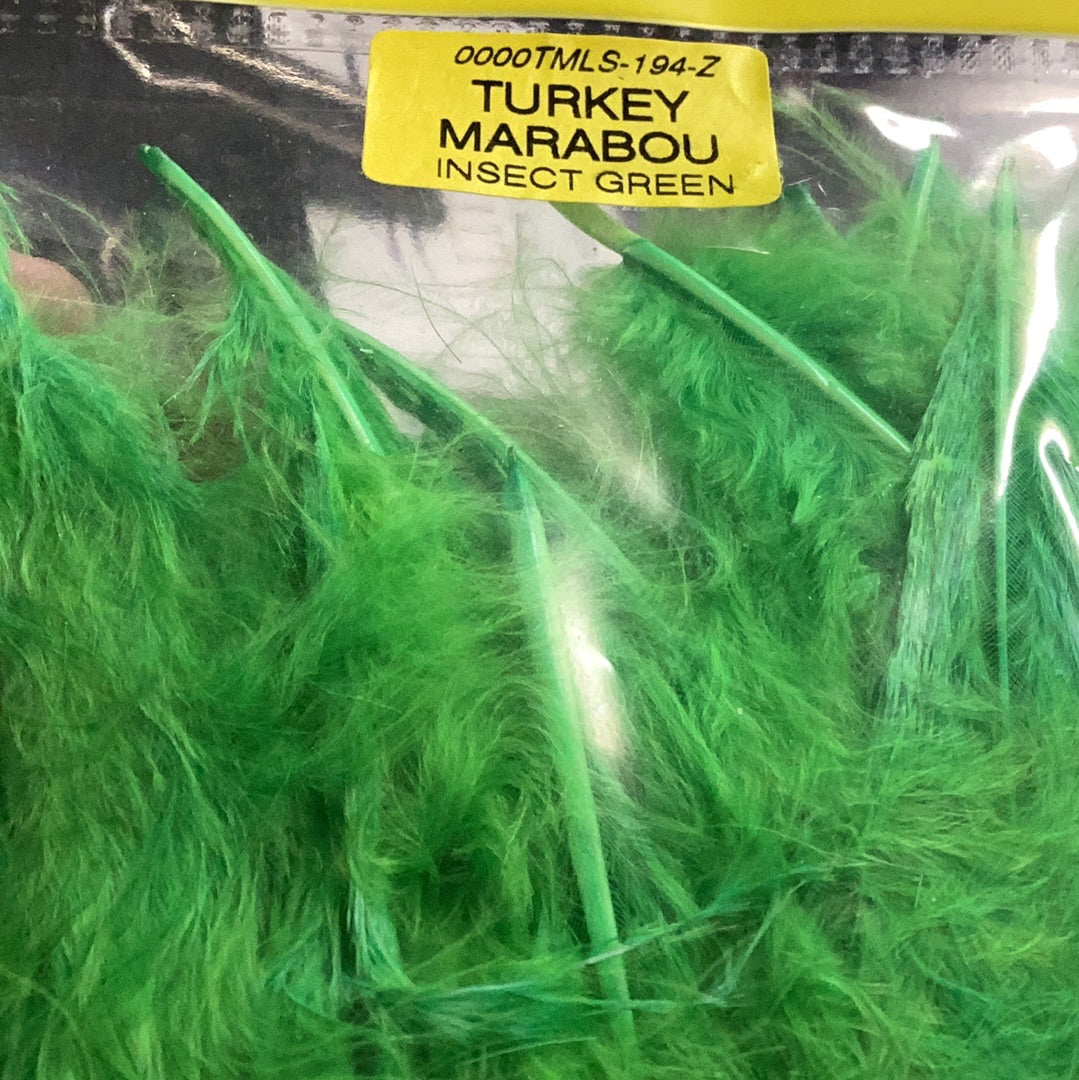 0000TMLS-194-Z
TURKEY
MARABOU
INSECT GREEN